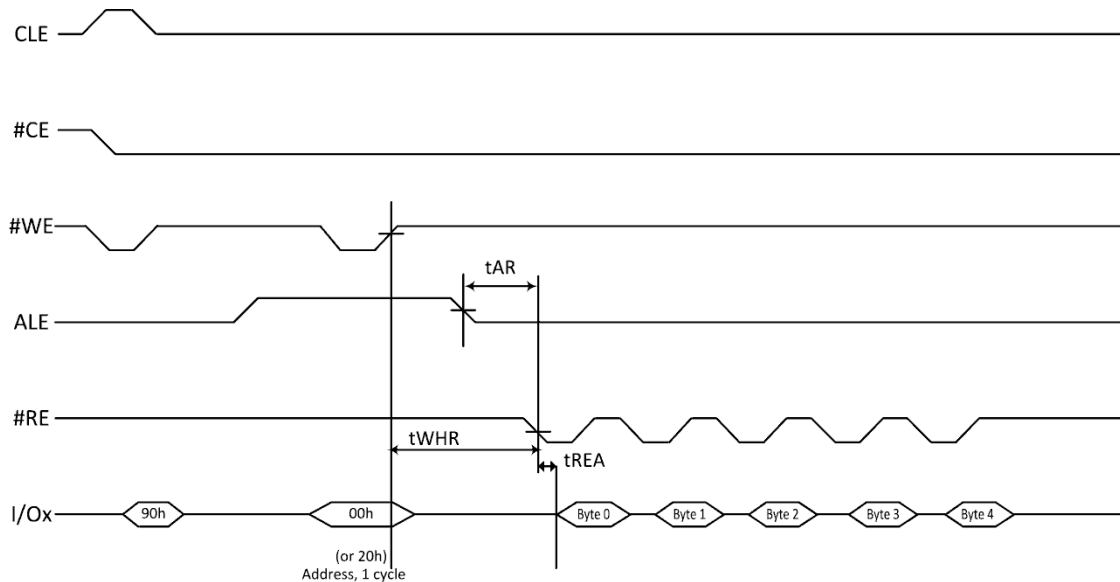 CLE
#CE
#WE
tAR
ALE
#RE
tWHR
tREA
I/Ox
90h
00h
Byte 0
Byte 1
Byte 2
Byte 3
Byte 4
(or 20h)
Address, 1 cycle